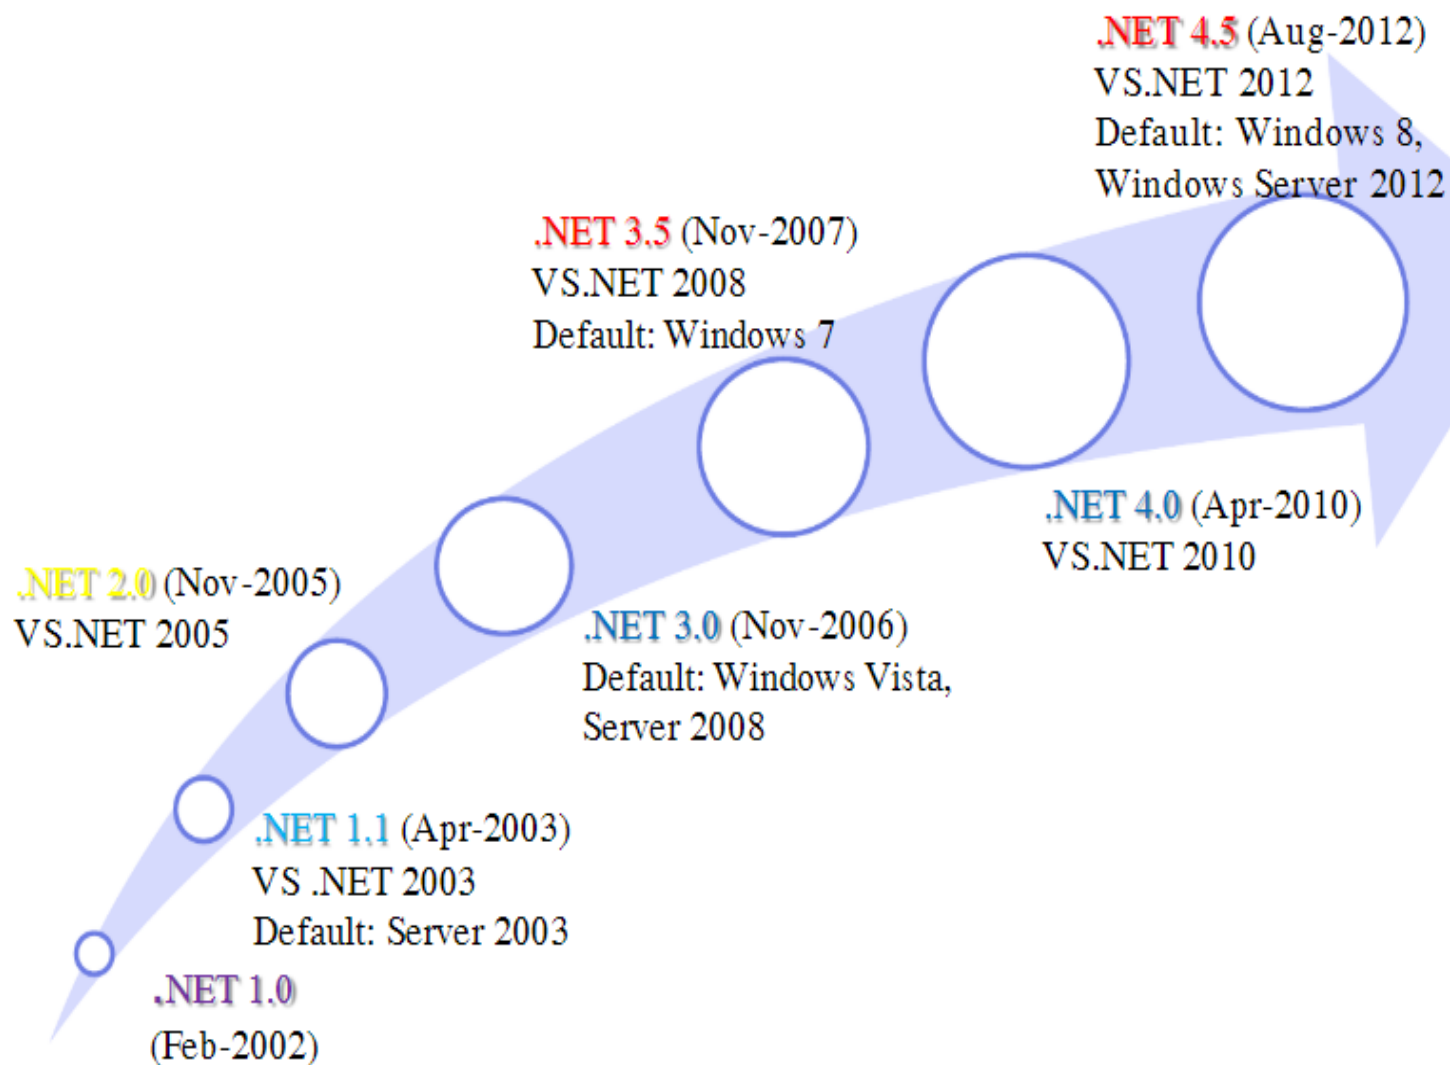 .NET 4.5 (Aug-2012)
VS.NET 2012
Default: Windows 8,
Windows Server 2012
.NET 3.5 (Nov-2007)
VS.NET 2008
Default: Windows 7
.NET 4.0 (Apr-2010)
VS.NET 2010
.NET 2.0 (Nov-2005)
VS.NET 2005
.NET 3.0 (Nov-2006)
Default: Windows Vista,
Server 2008
.NET 1.1 (Apr-2003)
VS .NET 2003
Default: Server 2003
.NET 1.0
(Feb-2002)